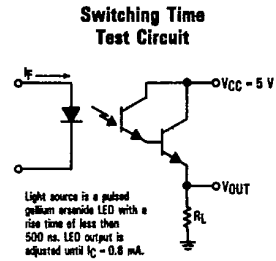 Switching Time
Test Circuit
IF
VCC = 5 V
VOUT
RL
Light source is a pulsed
gallium arsenide LED with a
rise time of less than
500 ns. LED output is
adjusted until IC = 0.8 mA.